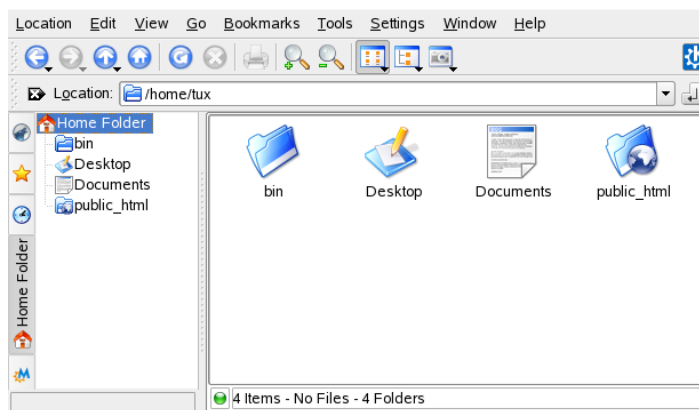 Location Edit View Go Bookmarks Tools Settings Window Help
Location: /home/tux
Home Folder
bin
Desktop
Documents
public_html
Home Folder
bin Desktop Documents public_html
4 Items - No Files - 4 Folders